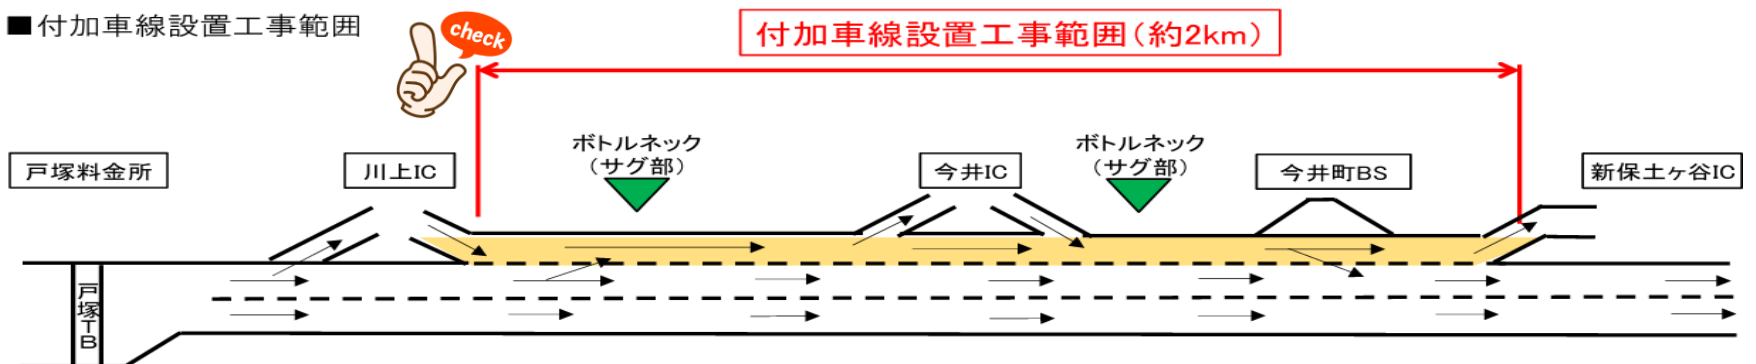 ■付加車線設置工事範囲
check
付加車線設置工事範囲(約2km)
ボトルネック
(サグ部)
ボトルネック
(サグ部)
戸塚料金所
川上IC
今井IC
今井町BS
新保土ヶ谷IC
戸塚TB